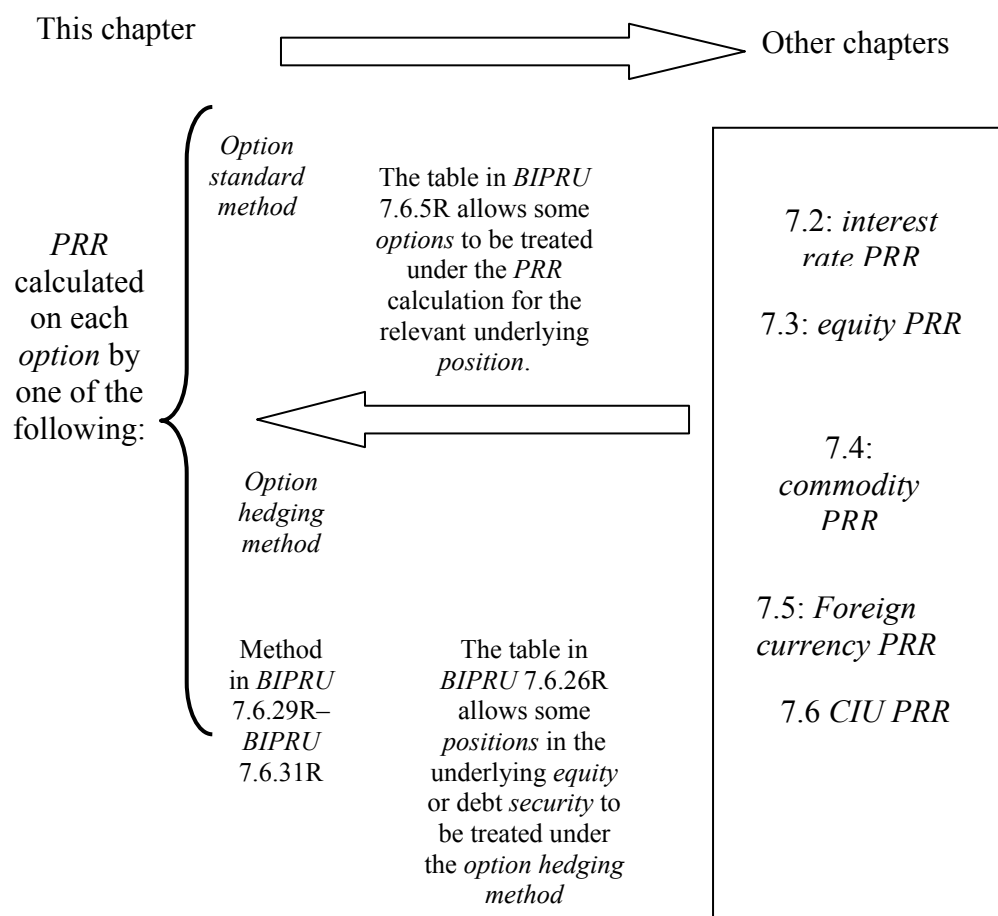 This chapter
Other chapters
PRR
calculated
on each
option by
one of the
following:
Option
standard
method
The table in BIPRU
7.6.5R allows some
options to be treated
under the PRR
calculation for the
relevant underlying
position.
Option
hedging
method
Method
in BIPRU
7.6.29R–
BIPRU
7.6.31R
The table in
BIPRU 7.6.26R
allows some
positions in the
underlying equity
or debt security to
be treated under
the option hedging
method
7.2: interest
rate PRR
7.3: equity PRR
7.4:
commodity
PRR
7.5: Foreign
currency PRR
7.6 CIU PRR